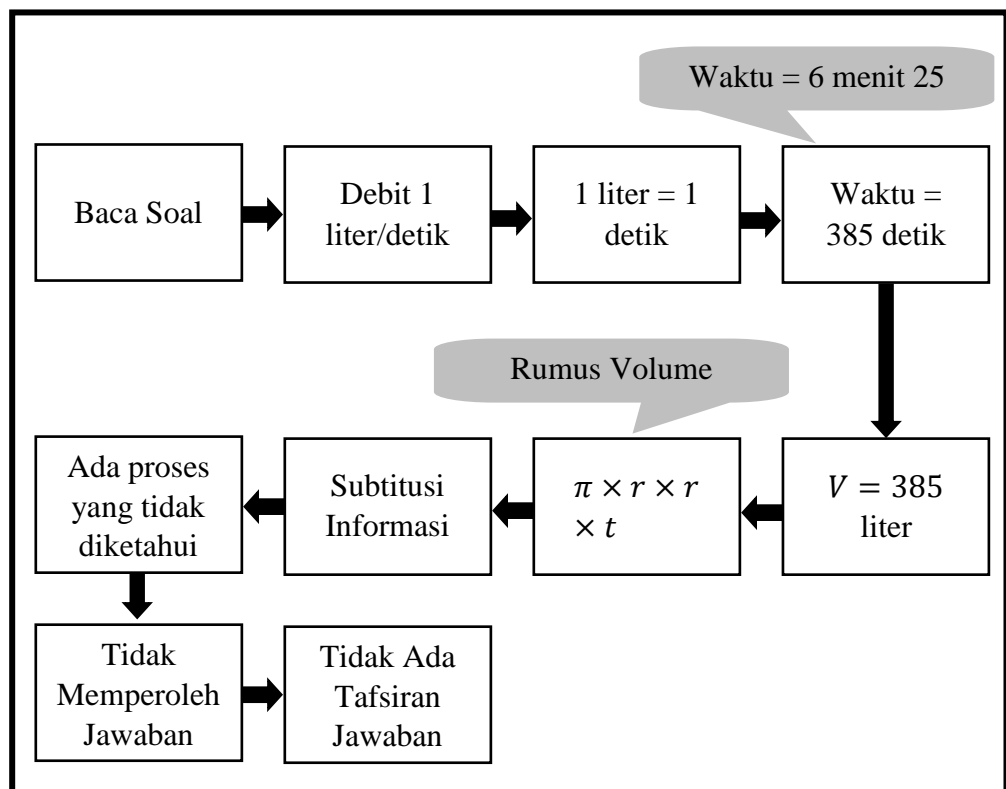 Waktu = 6 menit 25
Baca Soal
Debit 1
liter/detik
1 liter = 1
detik
Waktu =
385 detik
Rumus Volume
𝑉 = 385
liter
𝜋 × 𝑟 × 𝑟
× 𝑡
Subtitusi
Informasi
Ada proses
yang tidak
diketahui
Tidak
Memperoleh
Jawaban
Tidak Ada
Tafsiran
Jawaban